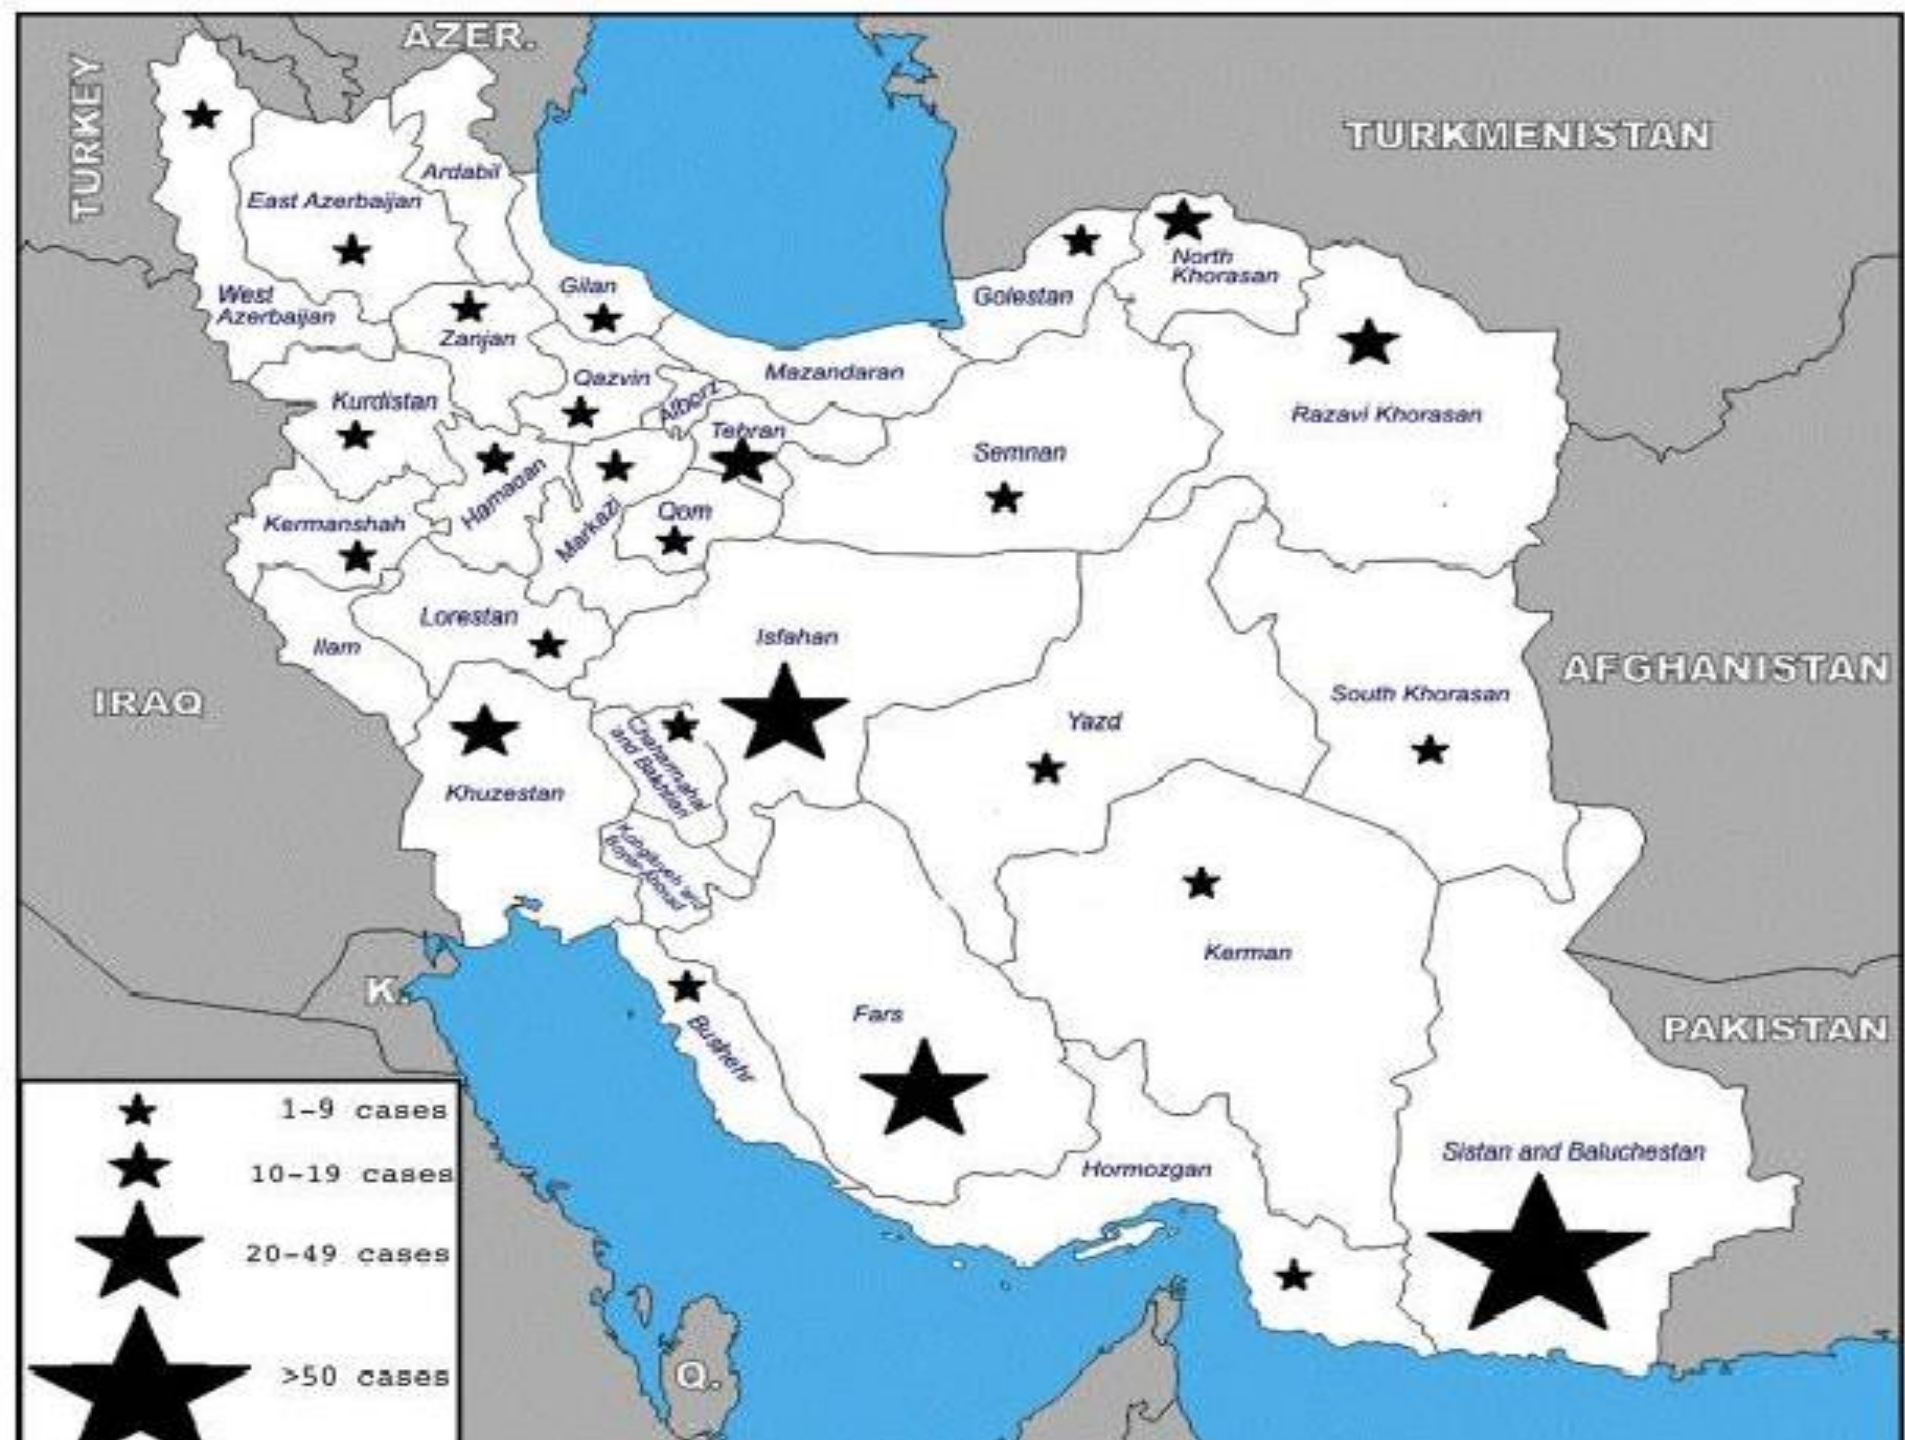 AZER.
TURKEY
TURKMENISTAN
Ardabil
East Azerbaijan
North
Khorasan
Gilan
Golestan
West
Azerbaijan
Zanjan
Qazvin
Mazandaran
Alborz
Kurdistan
Razavi Khorasan
Tehran
Semnan
Hamadan
Markazi
Qom
Kermanshah
Lorestan
Isfahan
Ilam
AFGHANISTAN
South Khorasan
IRAQ
Yazd
Khuzestan
Chaharmahal
and Bakhtiari
and
Kerman
K.
Fars
Bushehr
PAKISTAN
Sistan and Baluchestan
Hormozgan
1-9 cases
10-19 cases
20-49 cases
>50 cases
Q.